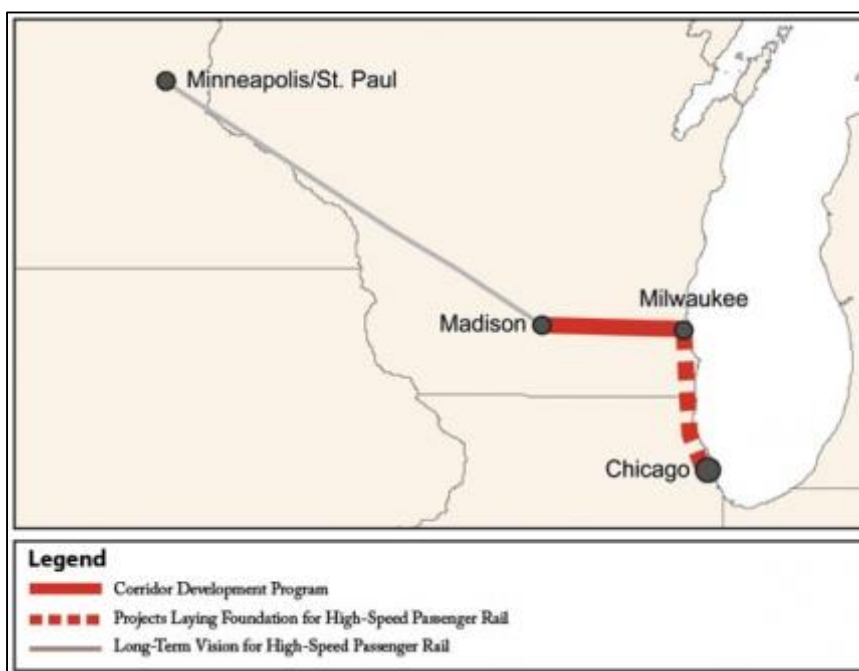 Minneapolis/St. Paul
Milwaukee
Madison
Chicago
Legend
Corridor Development Program
Projects Laying Foundation for High-Speed Passenger Rail
Long-Term Vision for High-Speed Passenger Rail